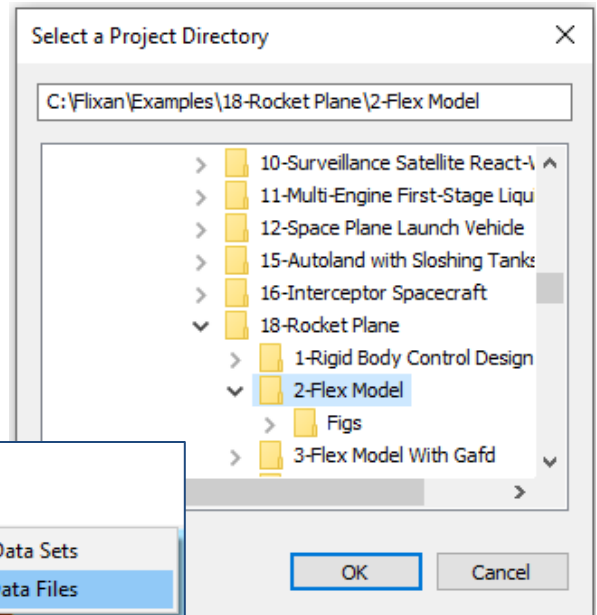 Select a Project Directory
C:\Flixan\Examples\18-Rocket Plane\2-Flex Model
10-Surveillance Satellite React-
11-Multi-Engine First-Stage Liqu
12-Space Plane Launch Vehicle
15-Autoland with Sloshing Tanks
16-Interceptor Spacecraft
18-Rocket Plane
1-Rigid Body Control Design
2-Flex Model
Figs
3-Flex Model With Gafd
Data Sets
ata Files
OK Cancel